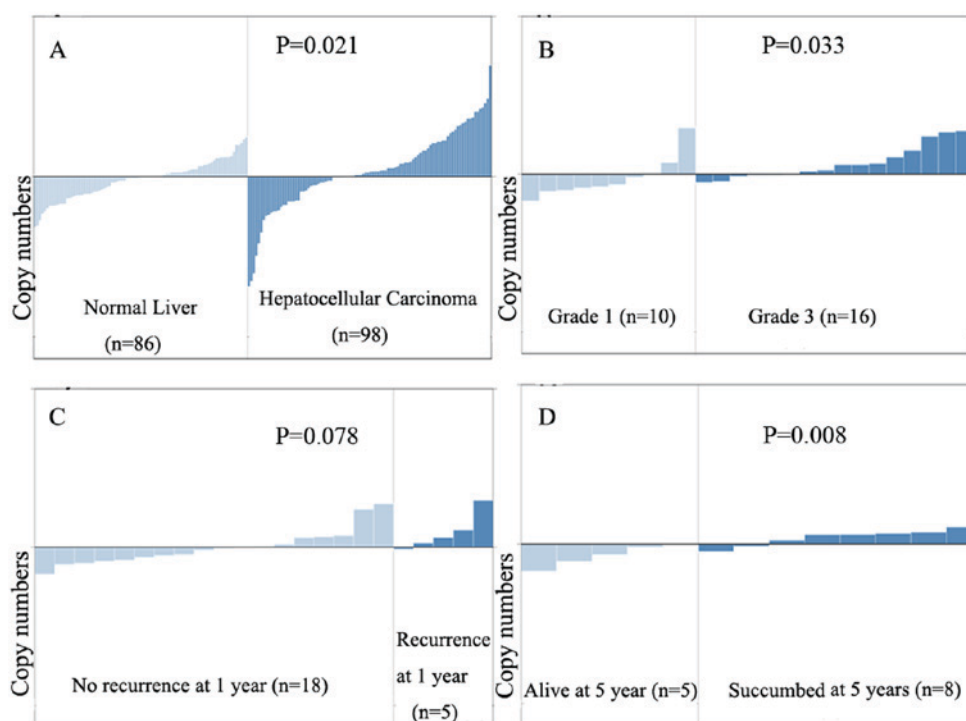 A
P=0.021
Copy numbers
Normal Liver
(n=86)
Hepatocellular Carcinoma
(n=98)
B
P=0.033
Copy numbers
Grade 1 (n=10)
Grade 3 (n=16)
C
P=0.078
Copy numbers
No recurrence at 1 year (n=18)
Recurrence
at 1 year
(n=5)
D
P=0.008
Copy numbers
Alive at 5 year (n=5)
Succumbed at 5 years (n=8)